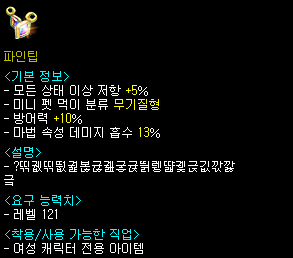 파인팁
<기본 정보>
- 모든 상태 이상 저항 +5%
- 미니 펫 먹이 분류 무기질형
- 방어력 +10%
- 마법 속성 데미지 흡수 13%
<설명>
<요구 능력치>
- 레벨 121
<착용/사용 가능한 직업>
- 여성 캐릭터 전용 아이템